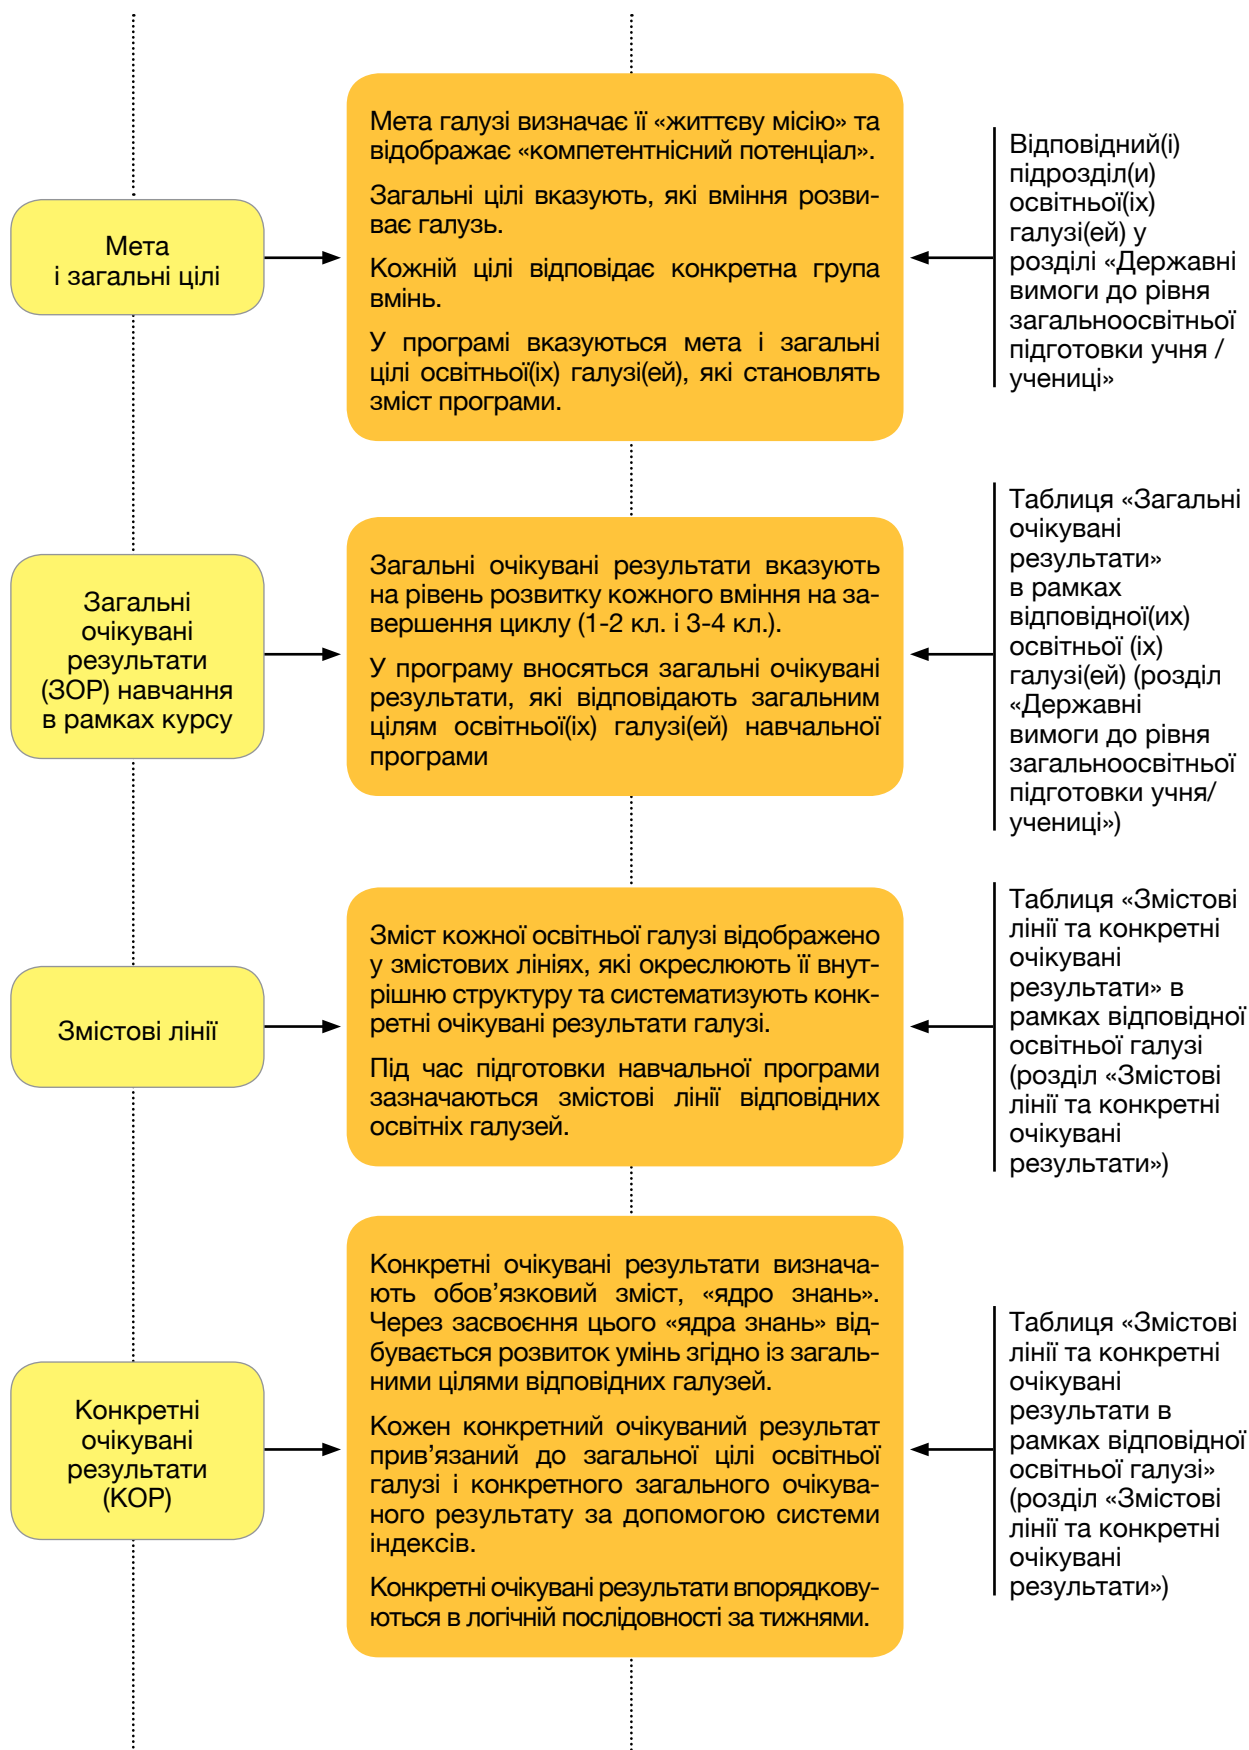 Мета
і загальні цілі
Мета галузі визначає її «життєву місію» та
відображає «компетентнісний потенціал».
Загальні цілі вказують, які вміння розви-
ває галузь.
Кожній цілі відповідає конкретна група
вмінь.
У програмі вказуються мета і загальні
цілі освітньої(іх) галузі(ей), які становлять
зміст програми.
Відповідний(і)
підрозділ(и)
освітньої(іх)
галузі(ей) у
розділі «Державні
вимоги до рівня
загальноосвітньої
підготовки учня /
учениці»
Загальні
очікувані
результати
(ЗОР) навчання
в рамках курсу
Загальні очікувані результати вказують
на рівень розвитку кожного вміння на за-
вершення циклу (1-2 кл. і 3-4 кл.).
У програму вносяться загальні очікувані
результати, які відповідають загальним
цілям освітньої(іх) галузі(ей) навчальної
програми
Таблиця «Загальні
очікувані
результати»
в рамках
відповідної(их)
освітньої (іх)
галузі(ей) (розділ
«Державні
вимоги до рівня
загальноосвітньої
підготовки учня/
учениці»)
Змістові лінії
Зміст кожної освітньої галузі відображено
у змістових лініях, які окреслюють її внут-
рішню структуру та систематизують конк-
ретні очікувані результати галузі.
Під час підготовки навчальної програми
зазначаються змістові лінії відповідних
освітніх галузей.
Таблиця «Змістові
лінії та конкретні
очікувані
результати» в
рамках відповідної
освітньої галузі
(розділ «Змістові
лінії та конкретні
очікувані
результати»)
Конкретні
очікувані
результати
(КОР)
Конкретні очікувані результати визнача-
ють обов’язковий зміст, «ядро знань».
Через засвоєння цього «ядра знань» від-
бувається розвиток умінь згідно із загаль-
ними цілями відповідних галузей.
Кожен конкретний очікуваний результат
прив’язаний до загальної цілі освітньої
галузі і конкретного загального очікува-
ного результату за допомогою системи
індексів.
Конкретні очікувані результати впорядкову-
ються в логічній послідовності за тижнями.
Таблиця «Змістові
лінії та конкретні
очікувані
результати в
рамках відповідної
освітньої галузі»
(розділ «Змістові
лінії та конкретні
очікувані
результати»)